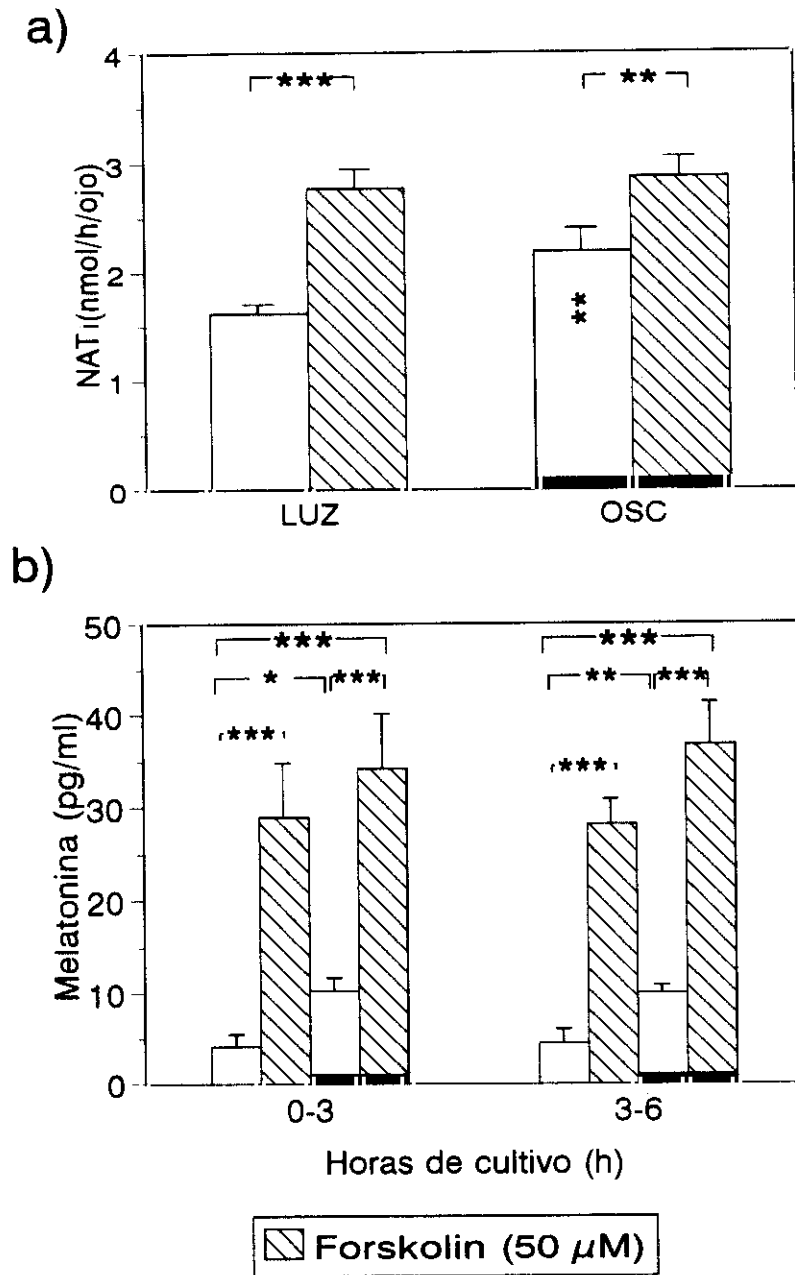 a)
4
*** **
3
2
**
1
0
NATi(nmol/h/ojo)
LUZ OSC
b)
50
*** ***
* *** ** ***
40
*** ***
30
20
10
0
Melatonina (pg/ml)
0-3 3-6
Horas de cultivo (h)
Forskolin (50 µM)